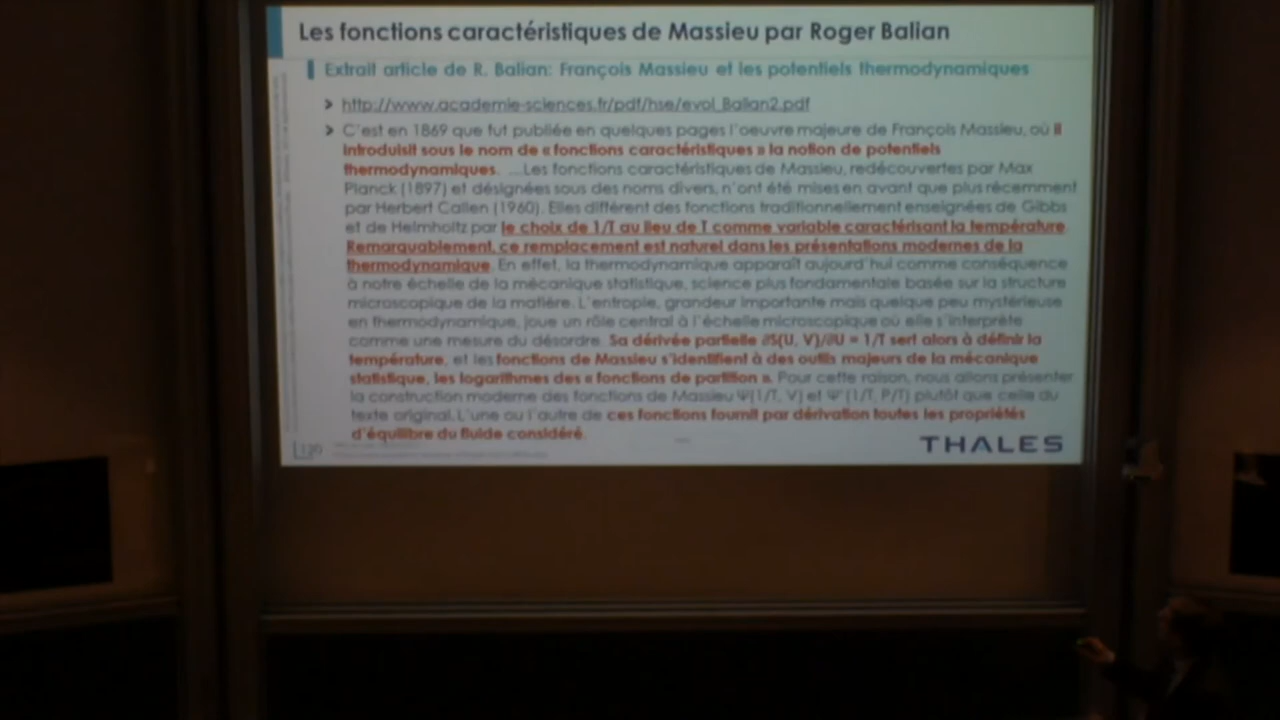 Les fonctions caractéristiques de Massieu par Roger Balian
Extrait article de R. Balian: François Massieu et les potentiels thermodynamiques
> http://www.academie-sciences.fr/pdf/hse/evol_Balian2.pdf
> C'est en 1869 que fut publiée en quelques pages l'oeuvre majeure de François Massieu, où il
introduisit sous le nom de « fonctions caractéristiques » la notion de potentiels
thermodynamiques. …Les fonctions caractéristiques de Massieu, redécouvertes par Max
Planck (1897) et désignées sous des noms divers, n'ont été mises en avant que plus récemment
par Herbert Callen (1960). Elles diffèrent des fonctions traditionnellement enseignées de Gibbs
et de Helmholtz par le choix de 1/T au lieu de T comme variable caractérisant la température.
Remarquablement, ce remplacement est naturel dans les présentations modernes de la
thermodynamique. En effet, la thermodynamique apparaît aujourd'hui comme conséquence
à notre échelle de la mécanique statistique, science plus fondamentale basée sur la structure
microscopique de la matière. L'entropie, grandeur importante mais quelque peu mystérieuse
en thermodynamique, joue un rôle central à l'échelle microscopique où elle s'interprète
comme une mesure du désordre. Sa dérivée partielle ∂S(U, V)/∂U = 1/T sert alors à définir la
température, et les fonctions de Massieu s'identifient à des outils majeurs de la mécanique
statistique, les logarithmes des « fonctions de partition ». Pour cette raison, nous allons présenter
la construction moderne des fonctions de Massieu Ψ(1/T, V) et Ψ'(1/T, P/T) plutôt que celle du
texte original. L'une ou l'autre de ces fonctions fournit par dérivation toutes les propriétés
d'équilibre du fluide considéré.
THALES